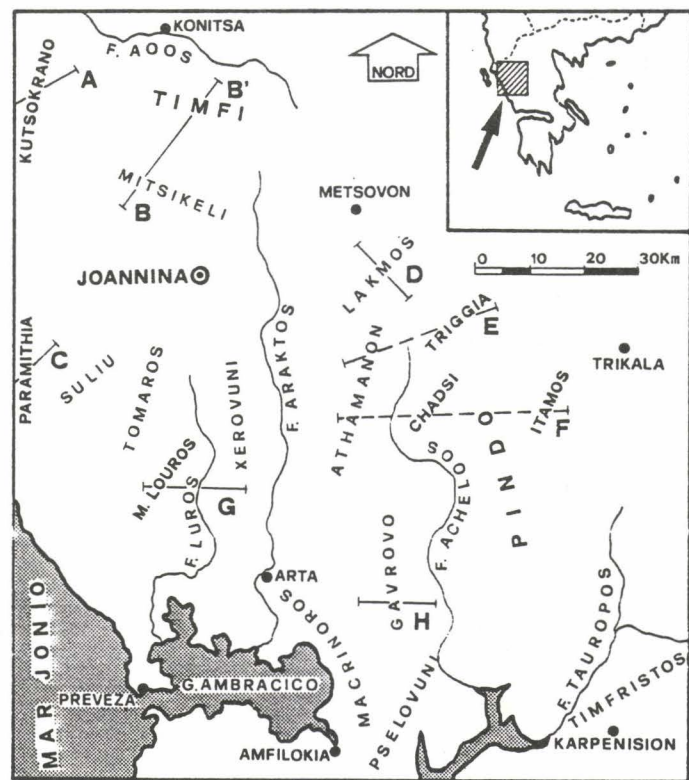 KONITSA
F. AOOS
NORD
KUTSOKRANO
A
B'
TIMFI
MITSIKELI
B
METSOVON
JOANNINA
LAKMOS
D
0 10 20 30Km
F. ARAKTOS
TRIGGIA
E
PARAMITHIA
C
SULIU
TOMAROS
XEROVUNI
ATHAMANON
CHADSI
TRIKALA
ITAMOS
F
PINDO
M. LOUROS
G
F. LUROS
F. ACHELOOS
GAVROVO
H
ARTA
MAR JONIO
MACRINOROS
PSELOVUNI
F. TAUROPOS
TIMFRISTOS
PREVEZA
G. AMBRACICO
AMFILOKIA
KARPENISION